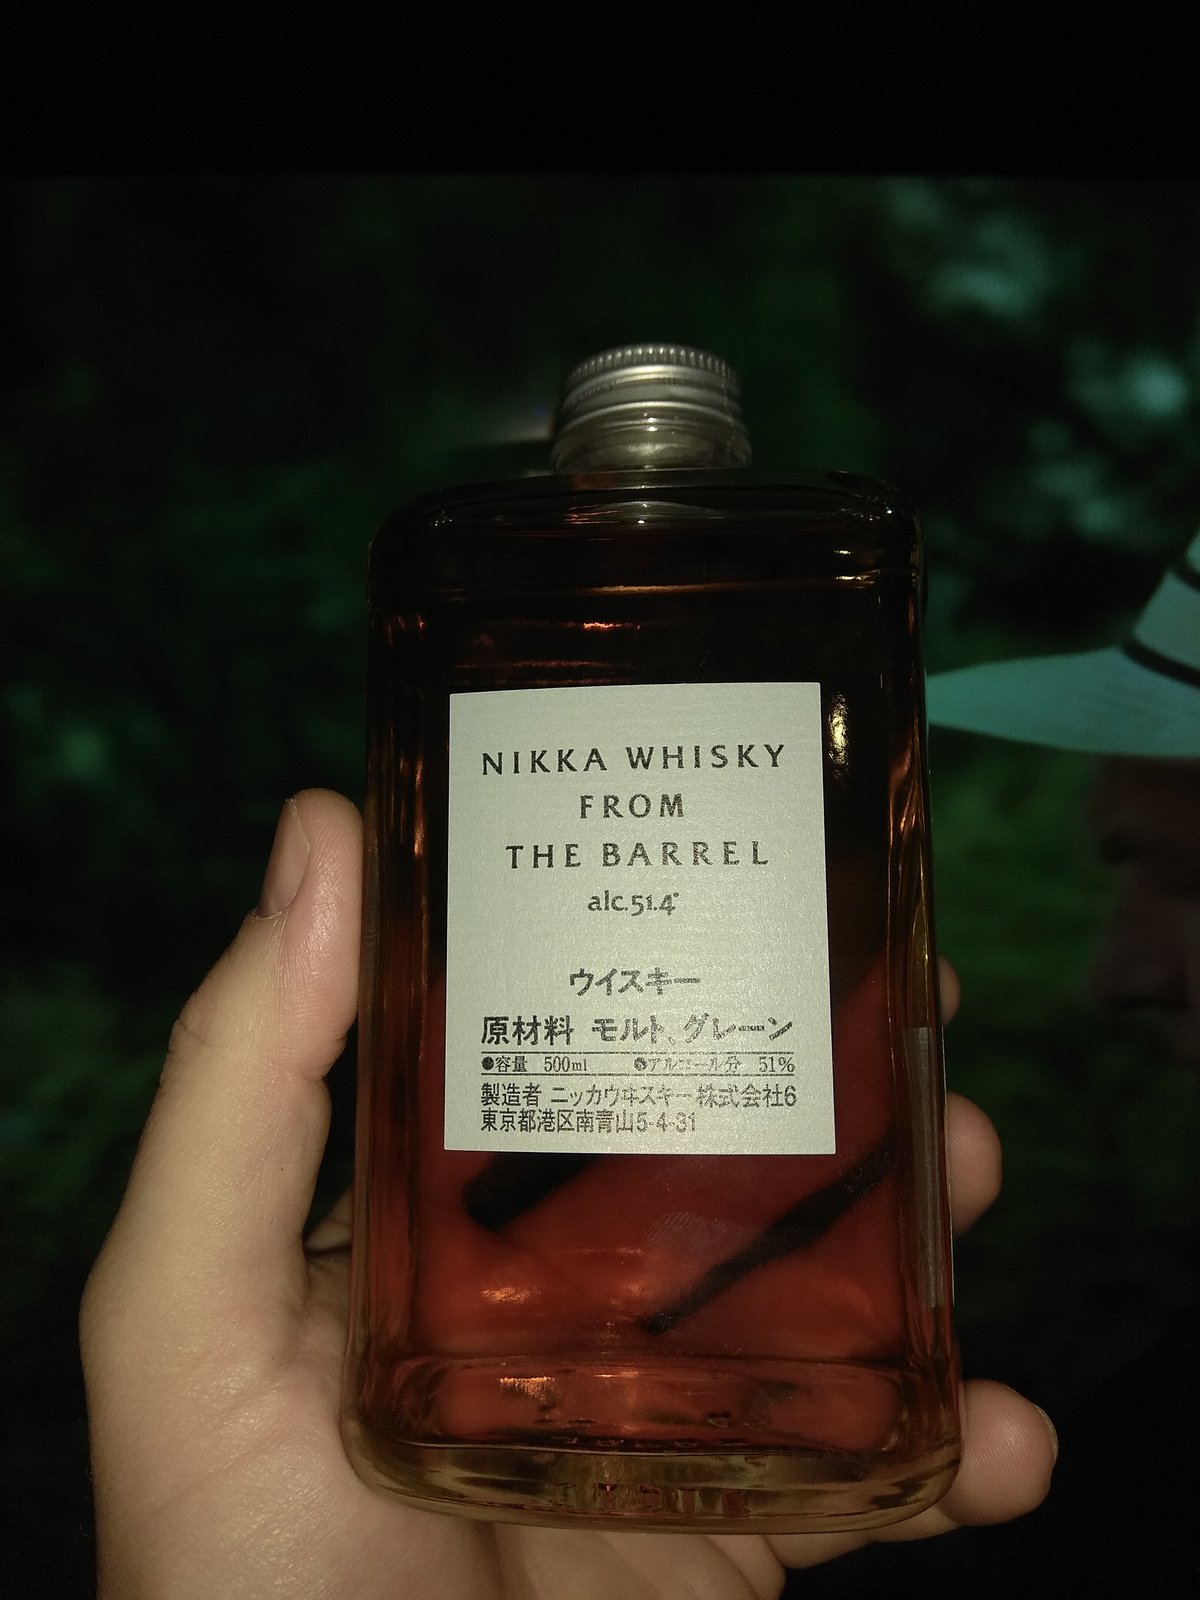 NIKKA WHISKY
FROM
THE BARREL
alc.51.4°
ウイスキー
原材料 モルト、グレーン
●容量 500ml ●アルコール分 51%
製造者 ニッカウヰスキー株式会社6
東京都港区南青山5-4-31